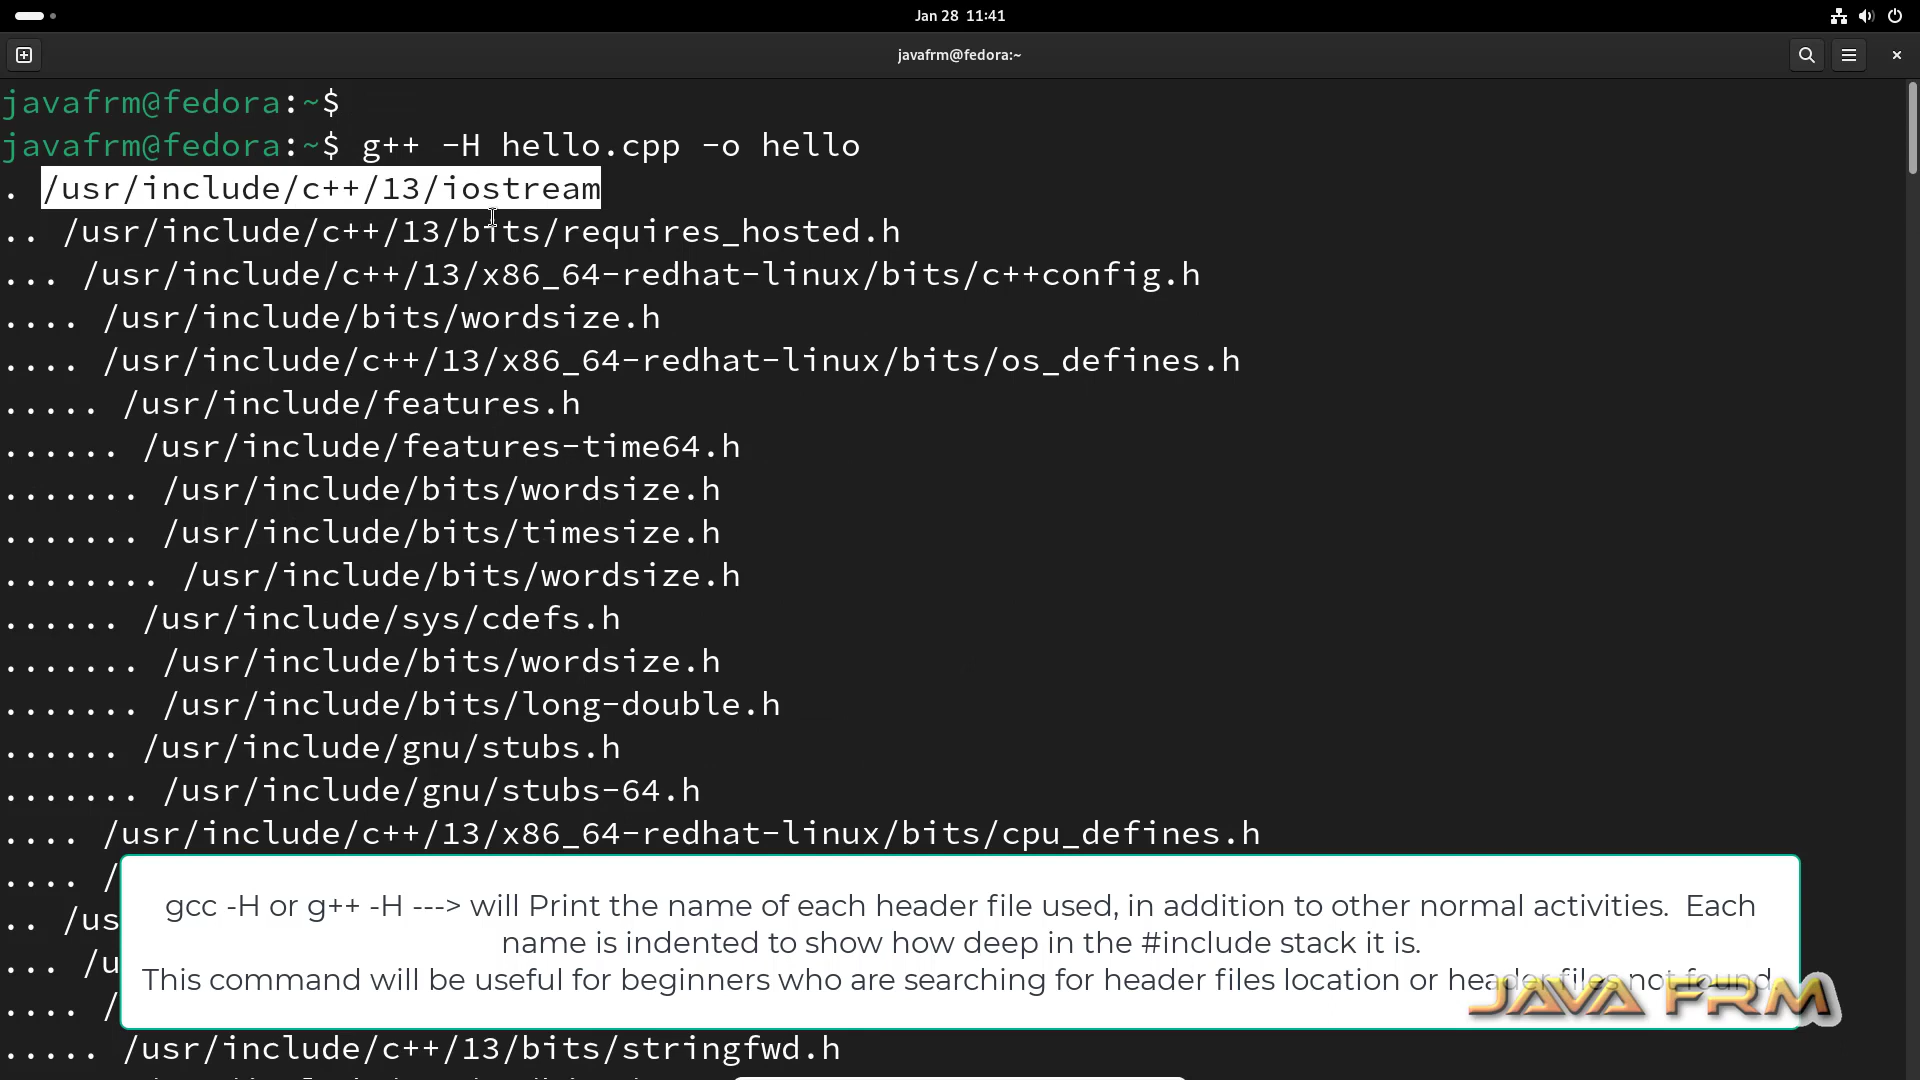 Jan 28 11:41
javafrm@fedora:~
javafrm@fedora:~$
javafrm@fedora:~$ g++ -H hello.cpp -o hello
. /usr/include/c++/13/iostream
.. /usr/include/c++/13/bits/requires_hosted.h
... /usr/include/c++/13/x86_64-redhat-linux/bits/c++config.h
.... /usr/include/bits/wordsize.h
.... /usr/include/c++/13/x86_64-redhat-linux/bits/os_defines.h
..... /usr/include/features.h
...... /usr/include/features-time64.h
....... /usr/include/bits/wordsize.h
....... /usr/include/bits/timesize.h
........ /usr/include/bits/wordsize.h
...... /usr/include/sys/cdefs.h
....... /usr/include/bits/wordsize.h
....... /usr/include/bits/long-double.h
...... /usr/include/gnu/stubs.h
....... /usr/include/gnu/stubs-64.h
.... /usr/include/c++/13/x86_64-redhat-linux/bits/cpu_defines.h
.... /
.. /us
... /u
.... /
..... /usr/include/c++/13/bits/stringfwd.h
gcc -H or g++ -H ---> will Print the name of each header file used, in addition to other normal activities. Each
name is indented to show how deep in the #include stack it is.
This command will be useful for beginners who are searching for header files location or header files not found.
JAVA FRM